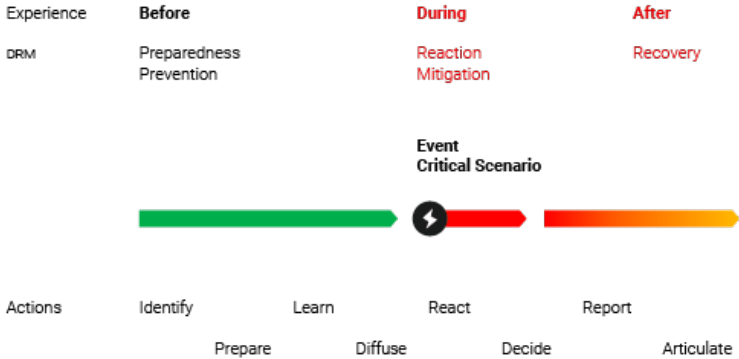 Experience Before During After
DRM Preparedness Reaction Recovery
Prevention Mitigation
Event
Critical Scenario
Actions Identify Learn React Report
Prepare Diffuse Decide Articulate